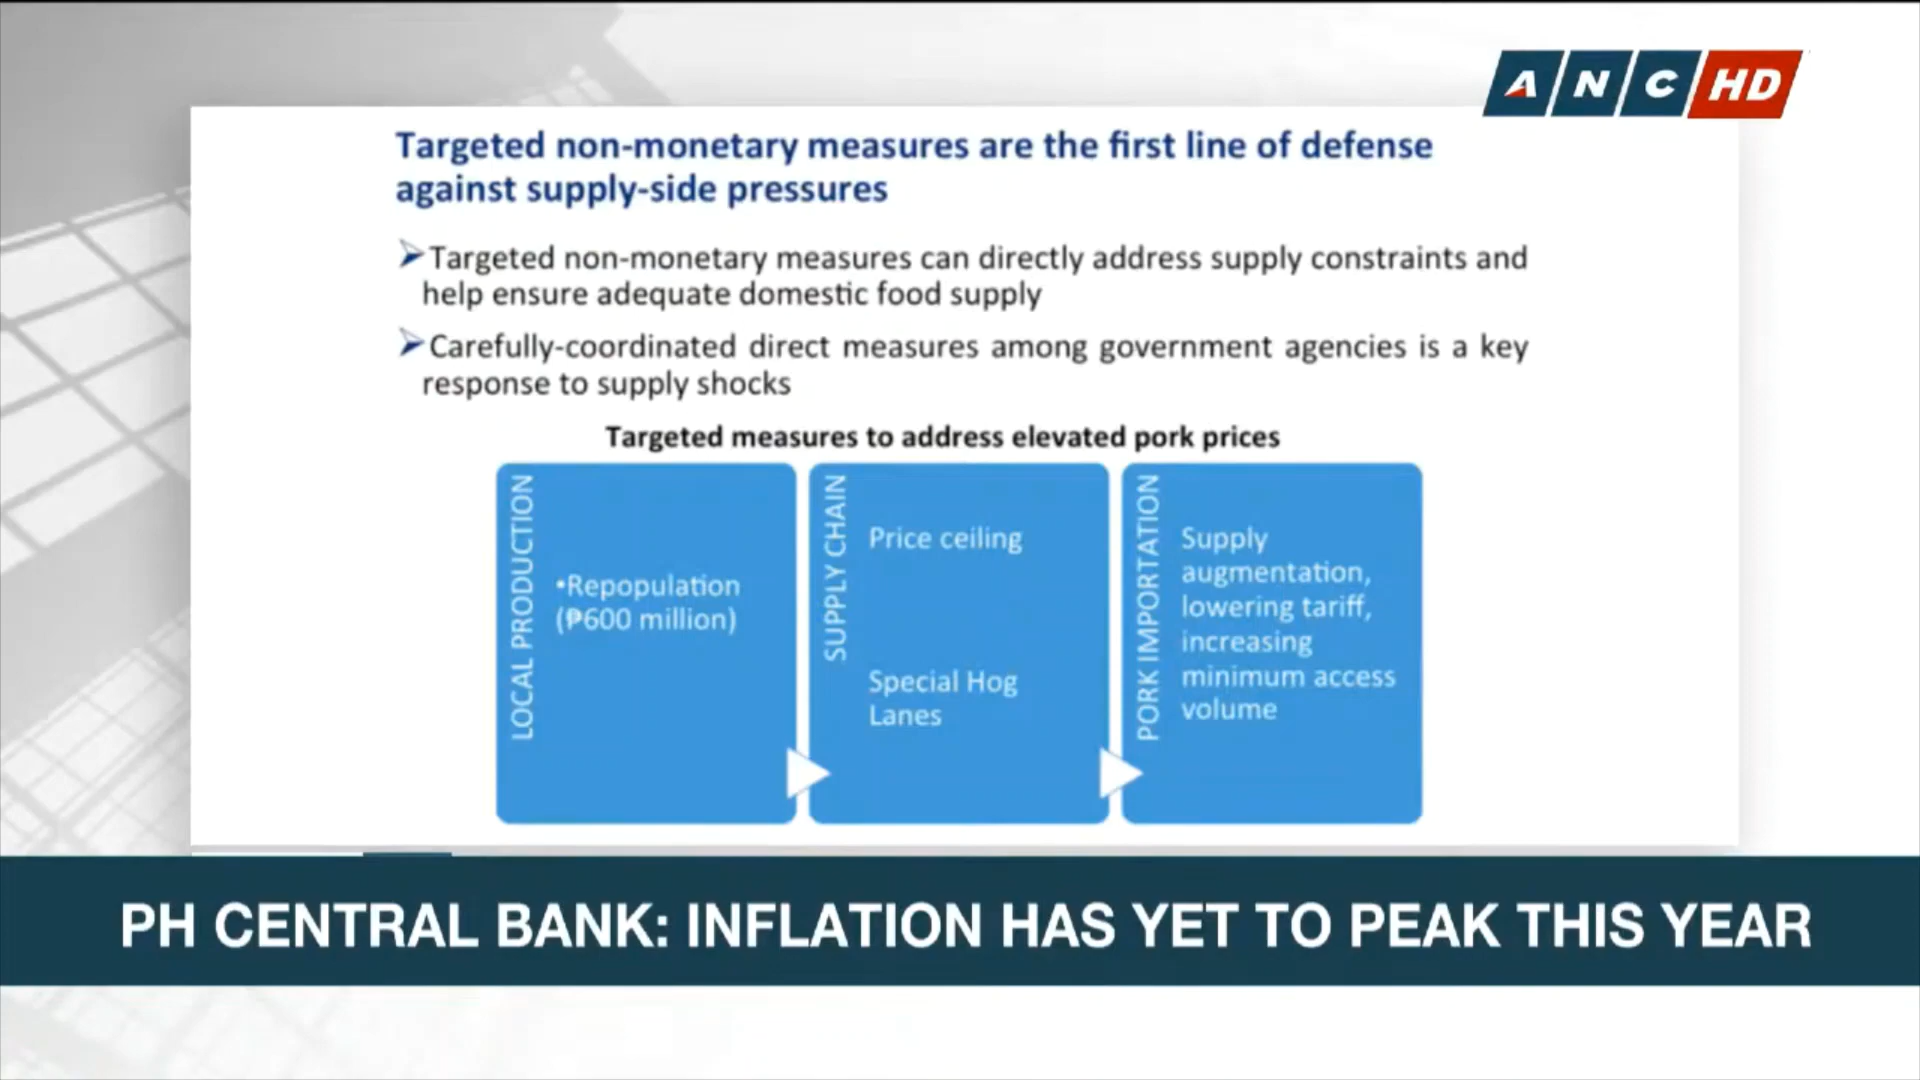 ANC HD
Targeted non-monetary measures are the first line of defense
against supply-side pressures
➢Targeted non-monetary measures can directly address supply constraints and
help ensure adequate domestic food supply
➢Carefully-coordinated direct measures among government agencies is a key
response to supply shocks
Targeted measures to address elevated pork prices
LOCAL PRODUCTION
•Repopulation
(₱600 million)
SUPPLY CHAIN
Price ceiling
Special Hog
Lanes
PORK IMPORTATION
Supply
augmentation,
lowering tariff,
increasing
minimum access
volume
PH CENTRAL BANK: INFLATION HAS YET TO PEAK THIS YEAR